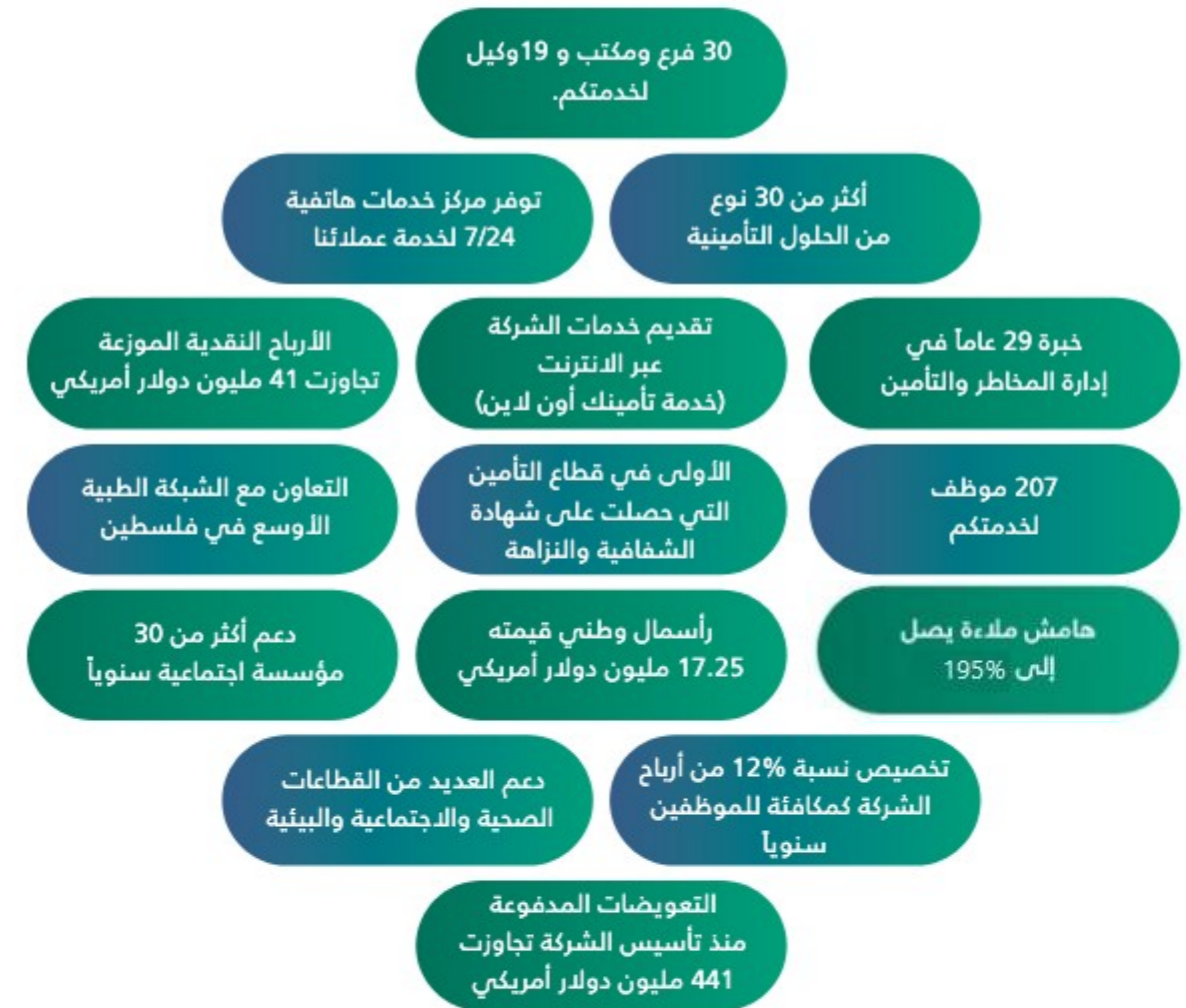 30 فرع ومكتب و 19وكيل
لخدمتكم.
أكثر من 30 نوع
من الحلول التأمينية
توفر مركز خدمات هاتفية
7/24 لخدمة عملائنا
خبرة 29 عاماً في
إدارة المخاطر والتأمين
تقديم خدمات الشركة
عبر الانترنت
(خدمة تأمينك أون لاين)
الأرباح النقدية الموزعة
تجاوزت 41 مليون دولار أمريكي
207 موظف
لخدمتكم
الأولى في قطاع التأمين
التي حصلت على شهادة
الشفافية والنزاهة
التعاون مع الشبكة الطبية
الأوسع في فلسطين
هامش ملاءة يصل
إلى 195%
رأسمال وطني قيمته
17.25 مليون دولار أمريكي
دعم أكثر من 30
مؤسسة اجتماعية سنوياً
تخصيص نسبة 12% من أرباح
الشركة كمكافئة للموظفين
سنوياً
دعم العديد من القطاعات
الصحية والاجتماعية والبيئية
التعويضات المدفوعة
منذ تأسيس الشركة تجاوزت
441 مليون دولار أمريكي